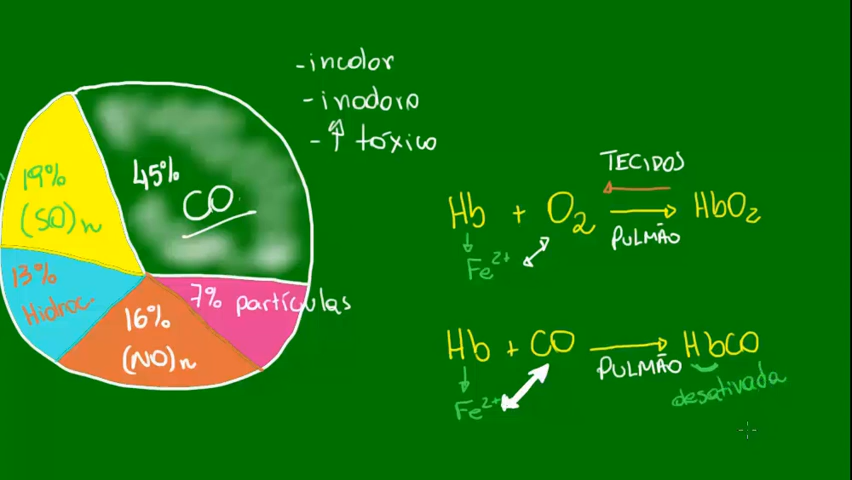 -incolor
-inodoro
-↑ tóxico
45%
CO
19%
(SO)n
13%
Hidroc
16%
(NO)n
7% partículas
TECIDOS
Hb + O₂ → HbO₂
PULMÃO
Fe²⁺
Hb + CO → HbCO
PULMÃO
desativada
Fe²⁺